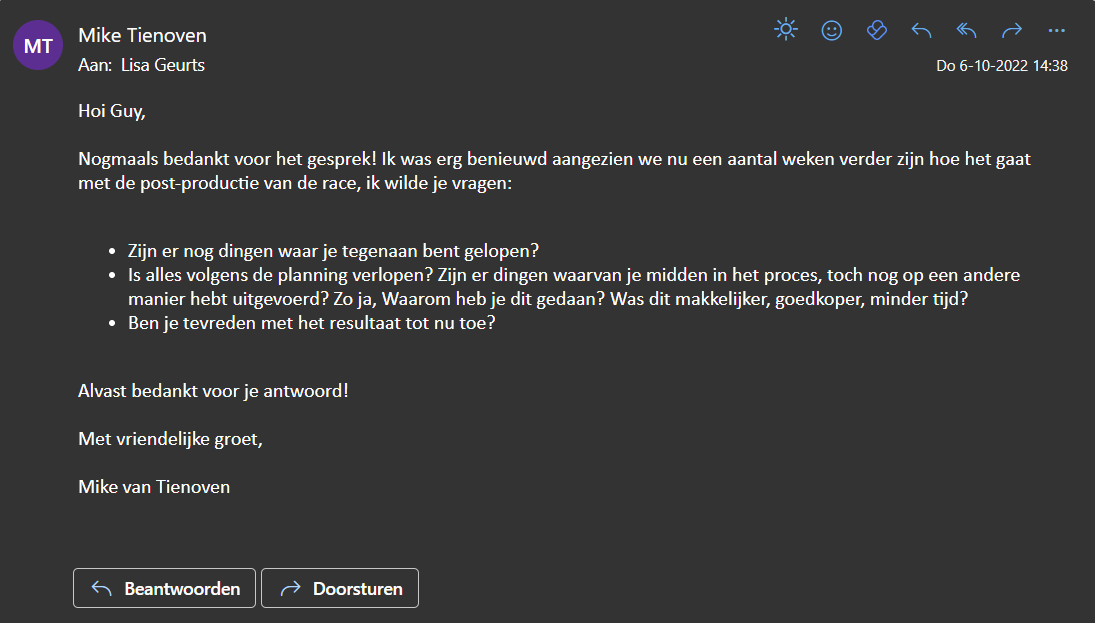 MT
Mike Tienoven
Aan: Lisa Geurts
Do 6-10-2022 14:38
Hoi Guy,
Nogmaals bedankt voor het gesprek! Ik was erg benieuwd aangezien we nu een aantal weken verder zijn hoe het gaat
met de post-productie van de race, ik wilde je vragen:
• Zijn er nog dingen waar je tegenaan bent gelopen?
• Is alles volgens de planning verlopen? Zijn er dingen waarvan je midden in het proces, toch nog op een andere
manier hebt uitgevoerd? Zo ja, Waarom heb je dit gedaan? Was dit makkelijker, goedkoper, minder tijd?
• Ben je tevreden met het resultaat tot nu toe?
Alvast bedankt voor je antwoord!
Met vriendelijke groet,
Mike van Tienoven
Beantwoorden
Doorsturen